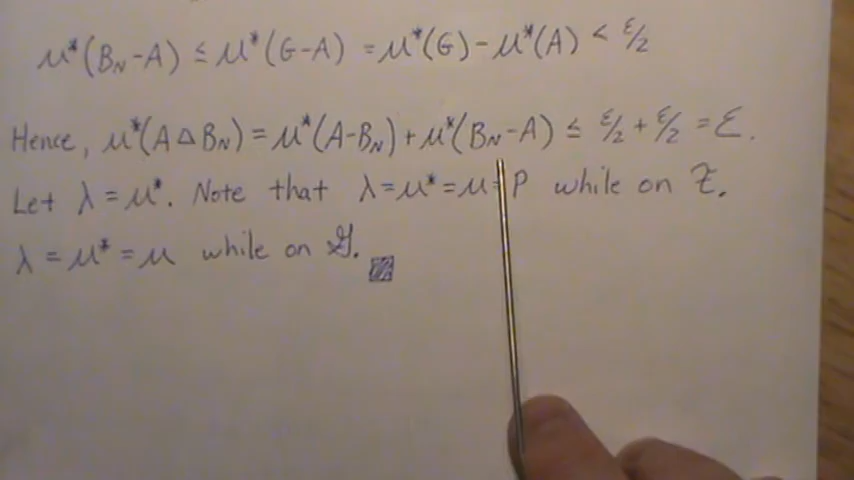 μ*(B_N - A) ≤ μ*(G - A) = μ*(G) - μ*(A) < ε/2
Hence, μ*(A Δ B_N) = μ*(A - B_N) + μ*(B_N - A) ≤ ε/2 + ε/2 = ε.
Let λ = μ*. Note that λ = μ* = μ = P while on ℱ.
λ = μ* = μ while on 𝒢.